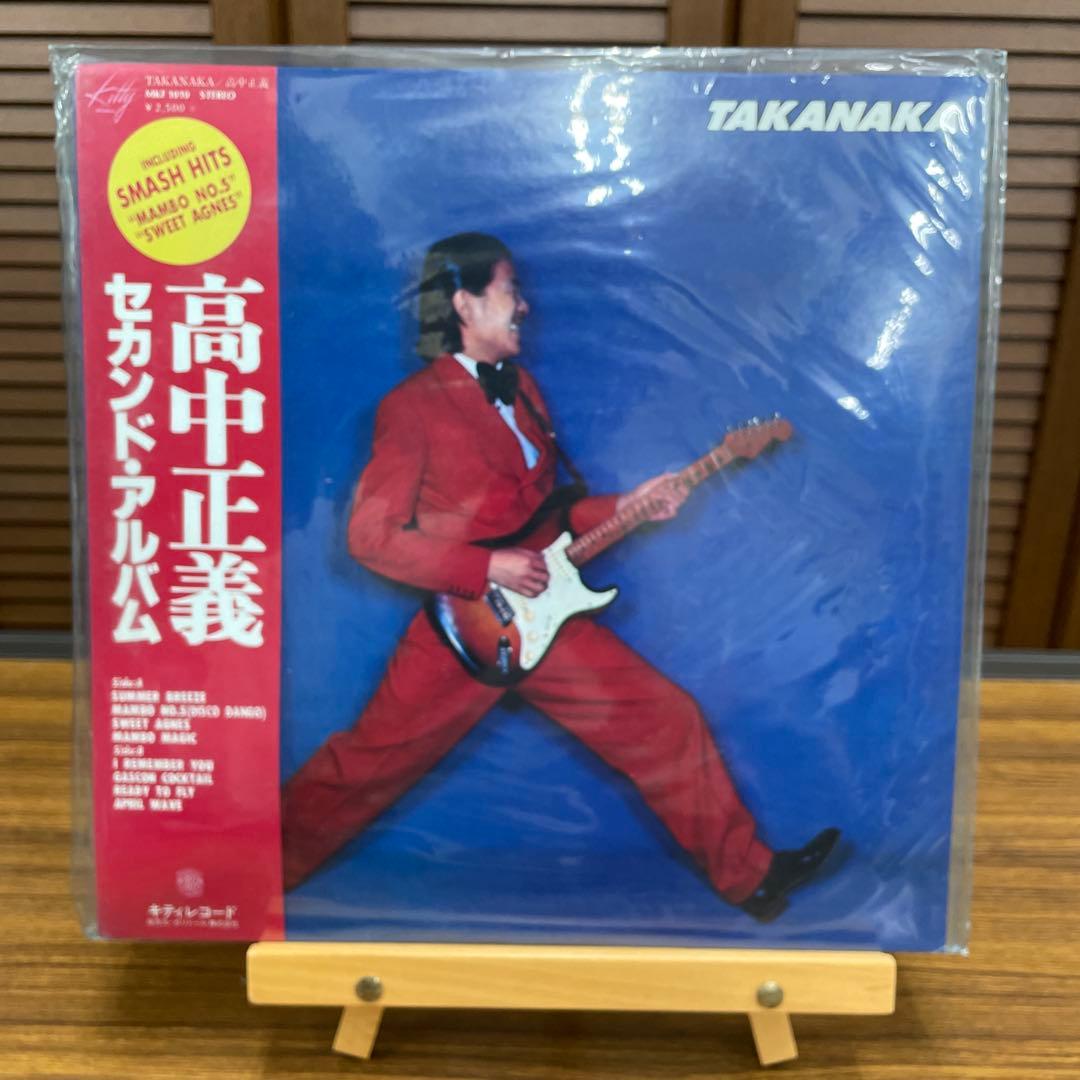 Kitty
TAKANAKA/高中正義
MKF 1019 STEREO
¥2,500
INCLUDING
SMASH HITS
"MAMBO NO.5"
"SWEET AGNES"
高中正義
セカンド・アルバム
Side:A
SUMMER BREEZE
MAMBO NO.5(DISCO DANGO)
SWEET AGNES
MAMBO MAGIC
Side:B
I REMEMBER YOU
GASCON COCKTAIL
READY TO FLY
APRIL WAVE
キティレコード
TAKANAKA